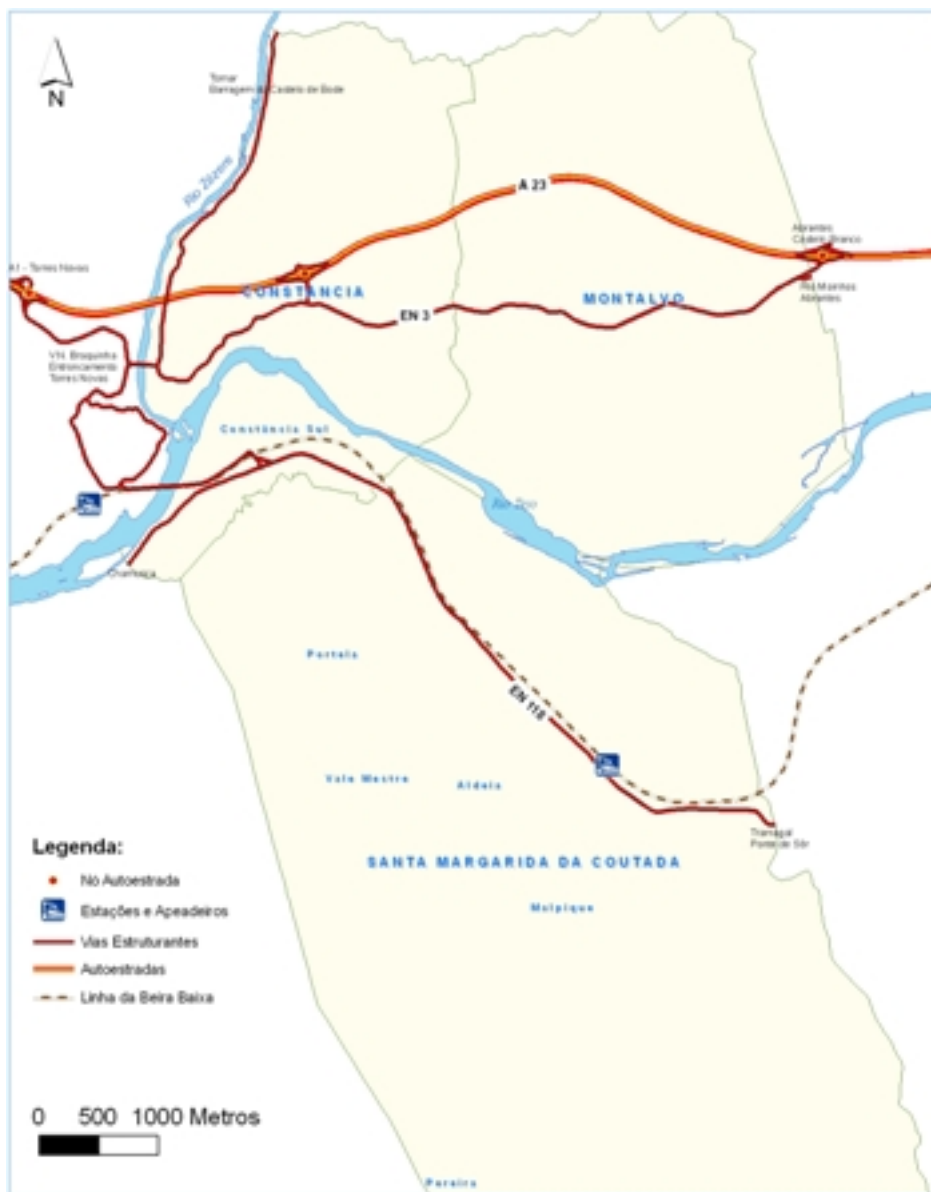 N
Tomar
Barragem de Castelo de Bode
Rio Zêzere
A 23
Abrantes
Castelo Branco
A1 - Torres Novas
CONSTÂNCIA
MONTALVO
Rio Moinhos
Abrantes
EN 3
V.N. Barquinha
Entroncamento
Torres Novas
Constância Sul
Rio Tejo
Chamusca
Portela
EN 118
Vale Mestre
Aldeia
Tramagal
Ponte de Sôr
Legenda:
SANTA MARGARIDA DA COUTADA
Nó Autoestrada
Malpique
Estações e Apeadeiros
Vias Estruturantes
Autoestradas
Linha da Beira Baixa
0 500 1000 Metros
Pereira